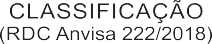 CLASSIFICAÇÃO
(RDC Anvisa 222/2018)